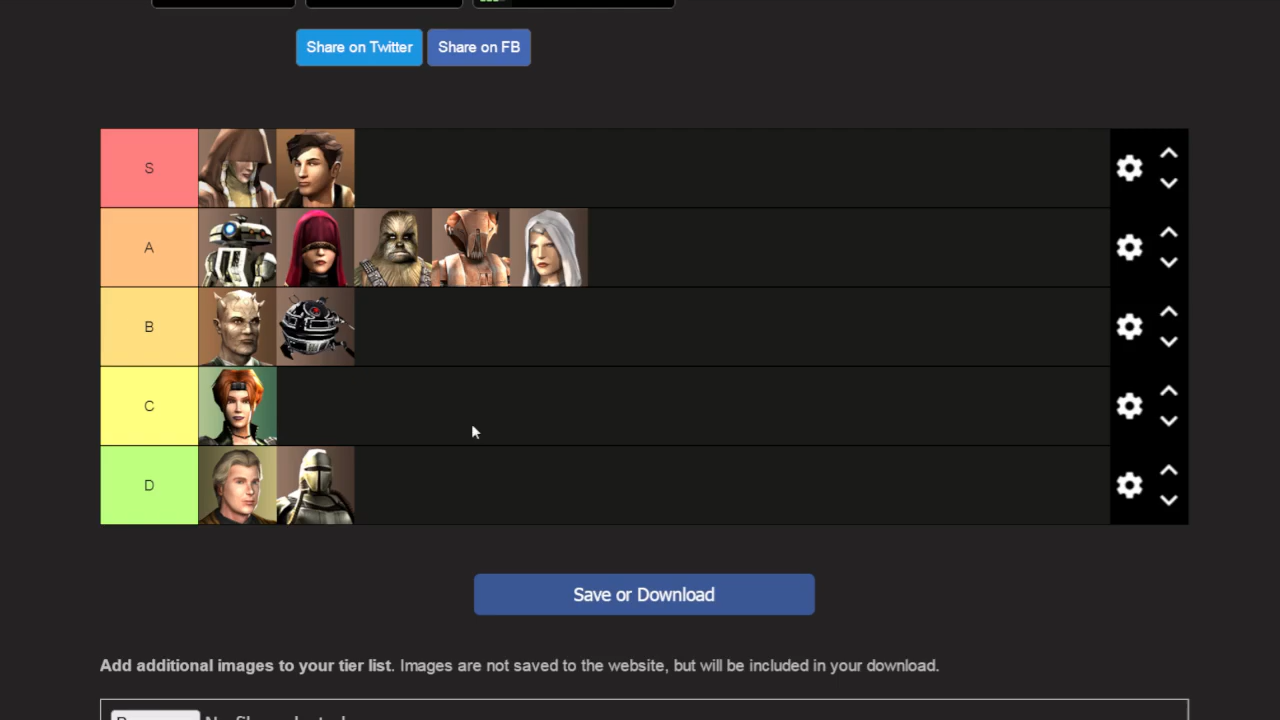 Share on Twitter Share on FB
S
A
B
C
D
Save or Download
Add additional images to your tier list. Images are not saved to the website, but will be included in your download.